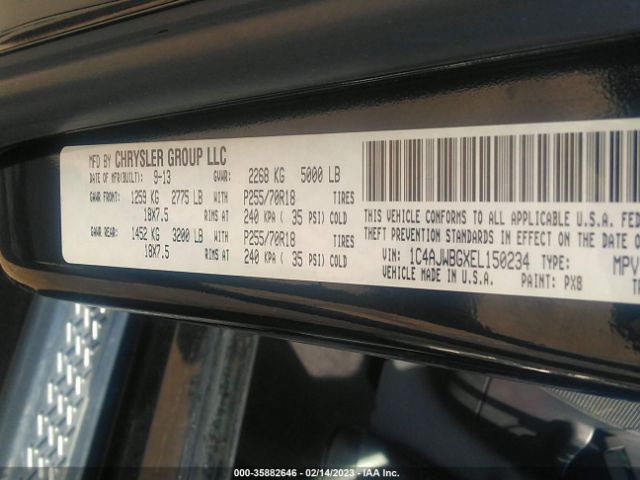 MFD BY CHRYSLER GROUP LLC
DATE OF MFR(BUILT): 9-13 GVWR: 2268 KG 5000 LB
GAWR FRONT: 1259 KG 2775 LB WITH P255/70R18 TIRES
18X7.5 RIMS AT 240 KPA ( 35 PSI) COLD
GAWR REAR: 1452 KG 3200 LB WITH P255/70R18 TIRES
18X7.5 RIMS AT 240 KPA ( 35 PSI) COLD
THIS VEHICLE CONFORMS TO ALL APPLICABLE U.S.A. FED
THEFT PREVENTION STANDARDS IN EFFECT ON THE DATE O
VIN: 1C4AJWBGXEL150234 TYPE: MPV
VEHICLE MADE IN U.S.A. PAINT: PX8
000-35882646 - 02/14/2023 - IAA Inc.